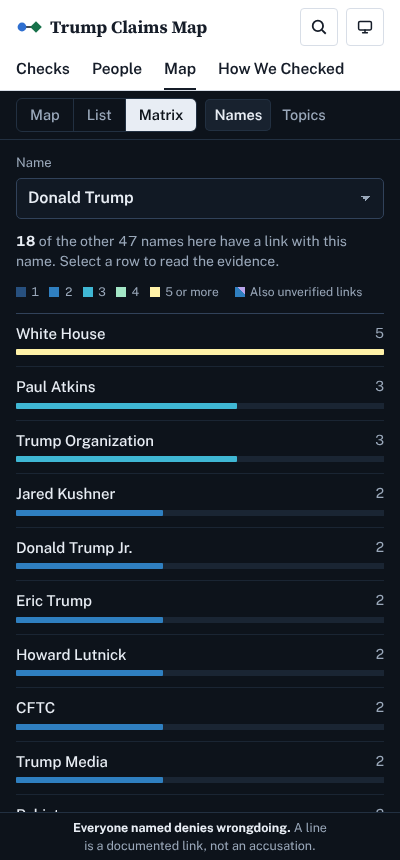 Trump Claims Map
Checks People Map How We Checked
Map List Matrix Names Topics
Name
Donald Trump
18 of the other 47 names here have a link with this
name. Select a row to read the evidence.
1 2 3 4 5 or more Also unverified links
White House 5
Paul Atkins 3
Trump Organization 3
Jared Kushner 2
Donald Trump Jr. 2
Eric Trump 2
Howard Lutnick 2
CFTC 2
Trump Media 2
Everyone named denies wrongdoing. A line
is a documented link, not an accusation.